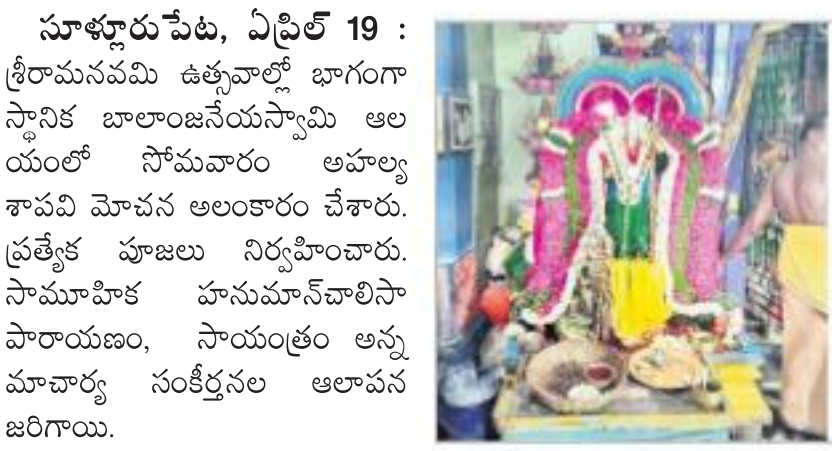 సూళ్లూరుపేట, ఏప్రిల్ 19 :
శ్రీరామనవమి ఉత్సవాల్లో భాగంగా
స్థానిక బాలాంజనేయస్వామి ఆల
యంలో సోమవారం అహల్య
శాపవి మోచన అలంకారం చేశారు.
ప్రత్యేక పూజలు నిర్వహించారు.
సామూహిక హనుమాన్‌చాలిసా
పారాయణం, సాయంత్రం అన్న
మాచార్య సంకీర్తనల ఆలాపన
జరిగాయి.